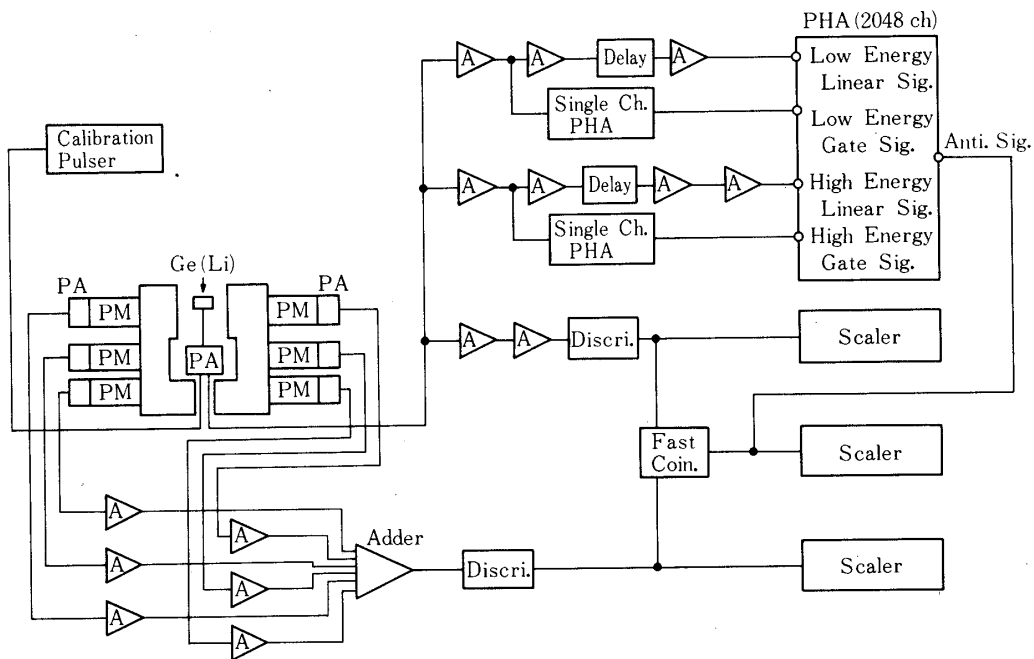 PHA (2048 ch)
A
A
Delay
A
Low Energy
Linear Sig.
Single Ch.
PHA
Low Energy
Gate Sig.
Anti. Sig.
Calibration
Pulser
A
A
Delay
A
A
High Energy
Linear Sig.
Single Ch.
PHA
High Energy
Gate Sig.
Ge(Li)
PA
PA
PM
PM
PM
PM
PM
PM
PA
A
A
Discri.
Scaler
Fast
Coin.
Scaler
A
A
A
A
A
A
Adder
Discri.
Scaler